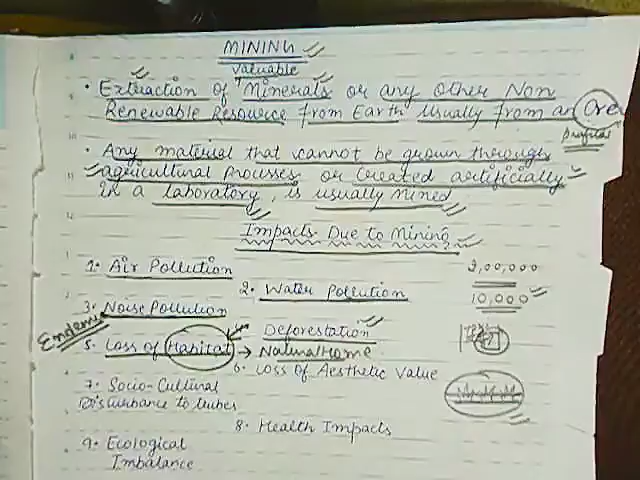 MINING
Valuable
• Extraction of Minerals or any other Non
Renewable Resource from Earth Usually from an Ore
• Any material that cannot be grown through
agricultural processes or created artificially
in a laboratory, is usually mined
Impacts Due to Mining
1. Air Pollution
2,00,000
2. Water Pollution
10,000
3. Noise Pollution
Deforestation
5. Loss of Habitat → Natural Home
6. Loss Of Aesthetic Value
7. Socio-Cultural
Disturbance to tribes
8. Health Impacts
9. Ecological
Imbalance